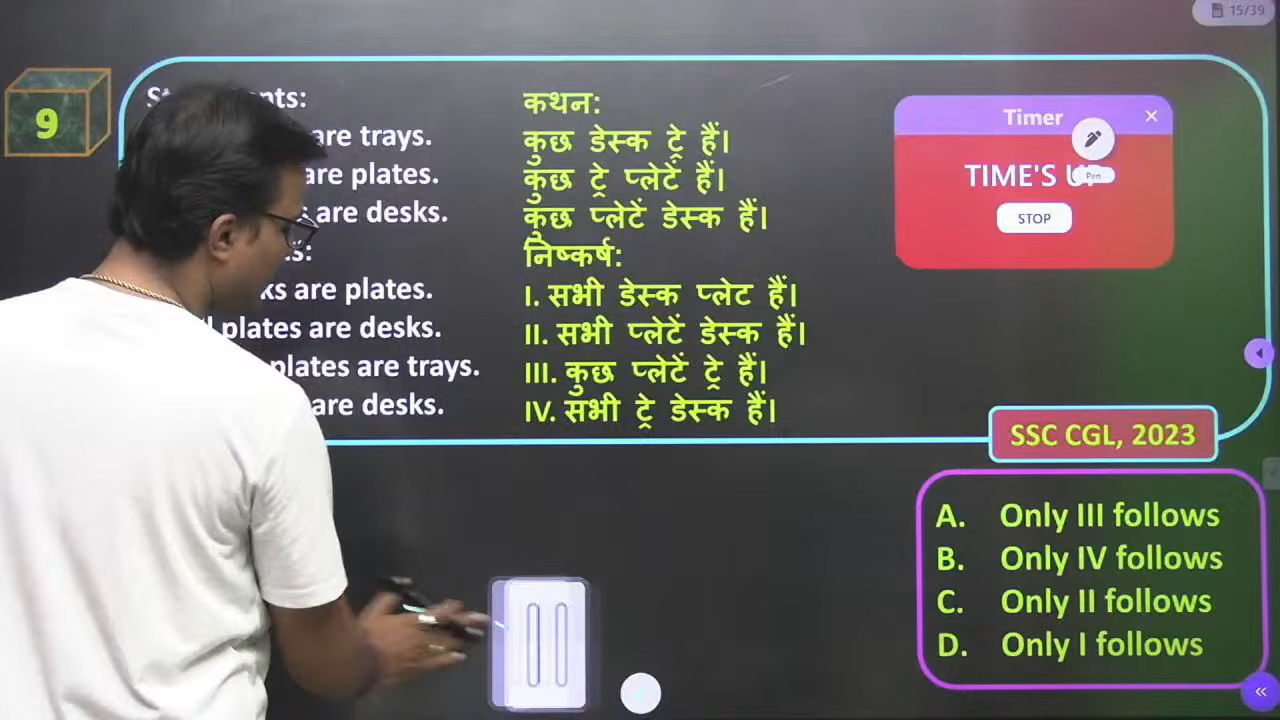 15/39
9
are trays.
are plates.
are desks.
are plates.
plates are desks.
plates are trays.
are desks.
कथन:
कुछ डेस्क ट्रे हैं।
कुछ ट्रे प्लेटें हैं।
कुछ प्लेटें डेस्क हैं।
निष्कर्ष:
I. सभी डेस्क प्लेट हैं।
II. सभी प्लेटें डेस्क हैं।
III. कुछ प्लेटें ट्रे हैं।
IV. सभी ट्रे डेस्क हैं।
Timer
TIME'S
Pen
STOP
SSC CGL, 2023
A. Only III follows
B. Only IV follows
C. Only II follows
D. Only I follows